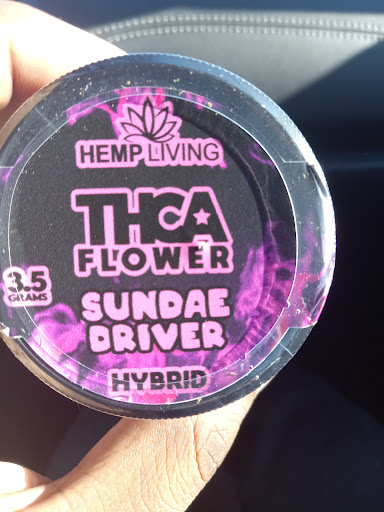 HEMP LIVING
THCA
FLOWER
3.5
GRAMS
SUNDAE
DRIVER
HYBRID